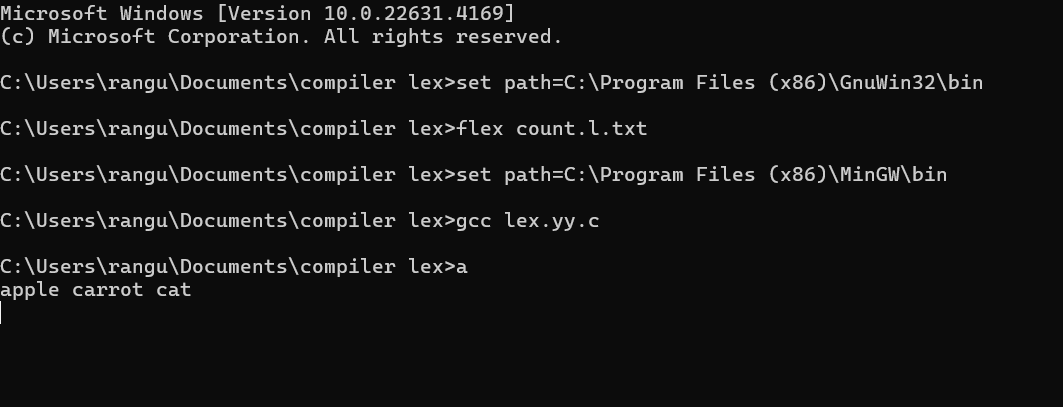 Microsoft Windows [Version 10.0.22631.4169]
(c) Microsoft Corporation. All rights reserved.
C:\Users\rangu\Documents\compiler lex>set path=C:\Program Files (x86)\GnuWin32\bin
C:\Users\rangu\Documents\compiler lex>flex count.l.txt
C:\Users\rangu\Documents\compiler lex>set path=C:\Program Files (x86)\MinGW\bin
C:\Users\rangu\Documents\compiler lex>gcc lex.yy.c
C:\Users\rangu\Documents\compiler lex>a
apple carrot cat